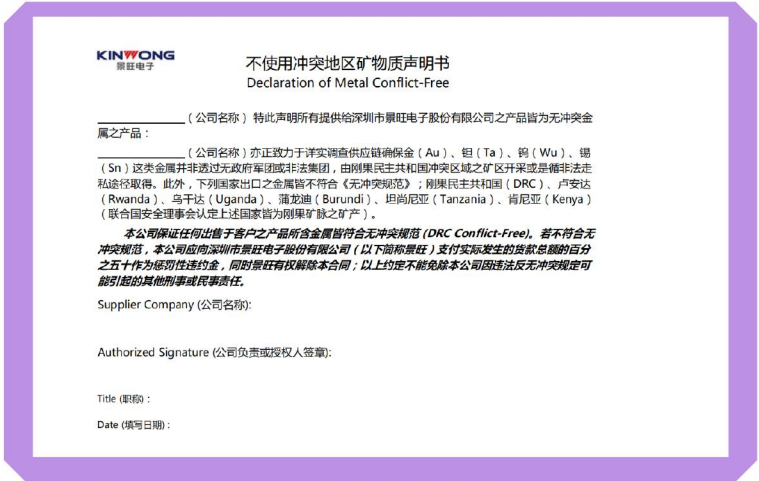 KINWONG
景旺电子
不使用冲突地区矿物质声明书
Declaration of Metal Conflict-Free
（公司名称） 特此声明所有提供给深圳市景旺电子股份有限公司之产品皆为无冲突金
属之产品：
（公司名称）亦正致力于详实调查供应链确保金（Au）、钽（Ta）、钨（Wu）、锡
（Sn）这类金属并非透过无政府军团或非法集团，由刚果民主共和国冲突区域之矿区开采或是循非法走
私途径取得。此外，下列国家出口之金属皆不符合《无冲突规范》；刚果民主共和国（DRC）、卢安达
（Rwanda）、乌干达（Uganda）、蒲龙迪（Burundi）、坦尚尼亚（Tanzania）、肯尼亚（Kenya）
（联合国安全理事会认定上述国家皆为刚果矿脉之矿产）。
本公司保证任何出售于客户之产品所含金属皆符合无冲突规范 (DRC Conflict-Free)。若不符合无
冲突规范，本公司应向深圳市景旺电子股份有限公司（以下简称景旺）支付实际发生的货款总额的百分
之五十作为惩罚性违约金，同时景旺有权解除本合同；以上约定不能免除本公司因违法反无冲突规定可
能引起的其他刑事或民事责任。
Supplier Company (公司名称):
Authorized Signature (公司负责或授权人签章):
Title (职称)：
Date (填写日期)：